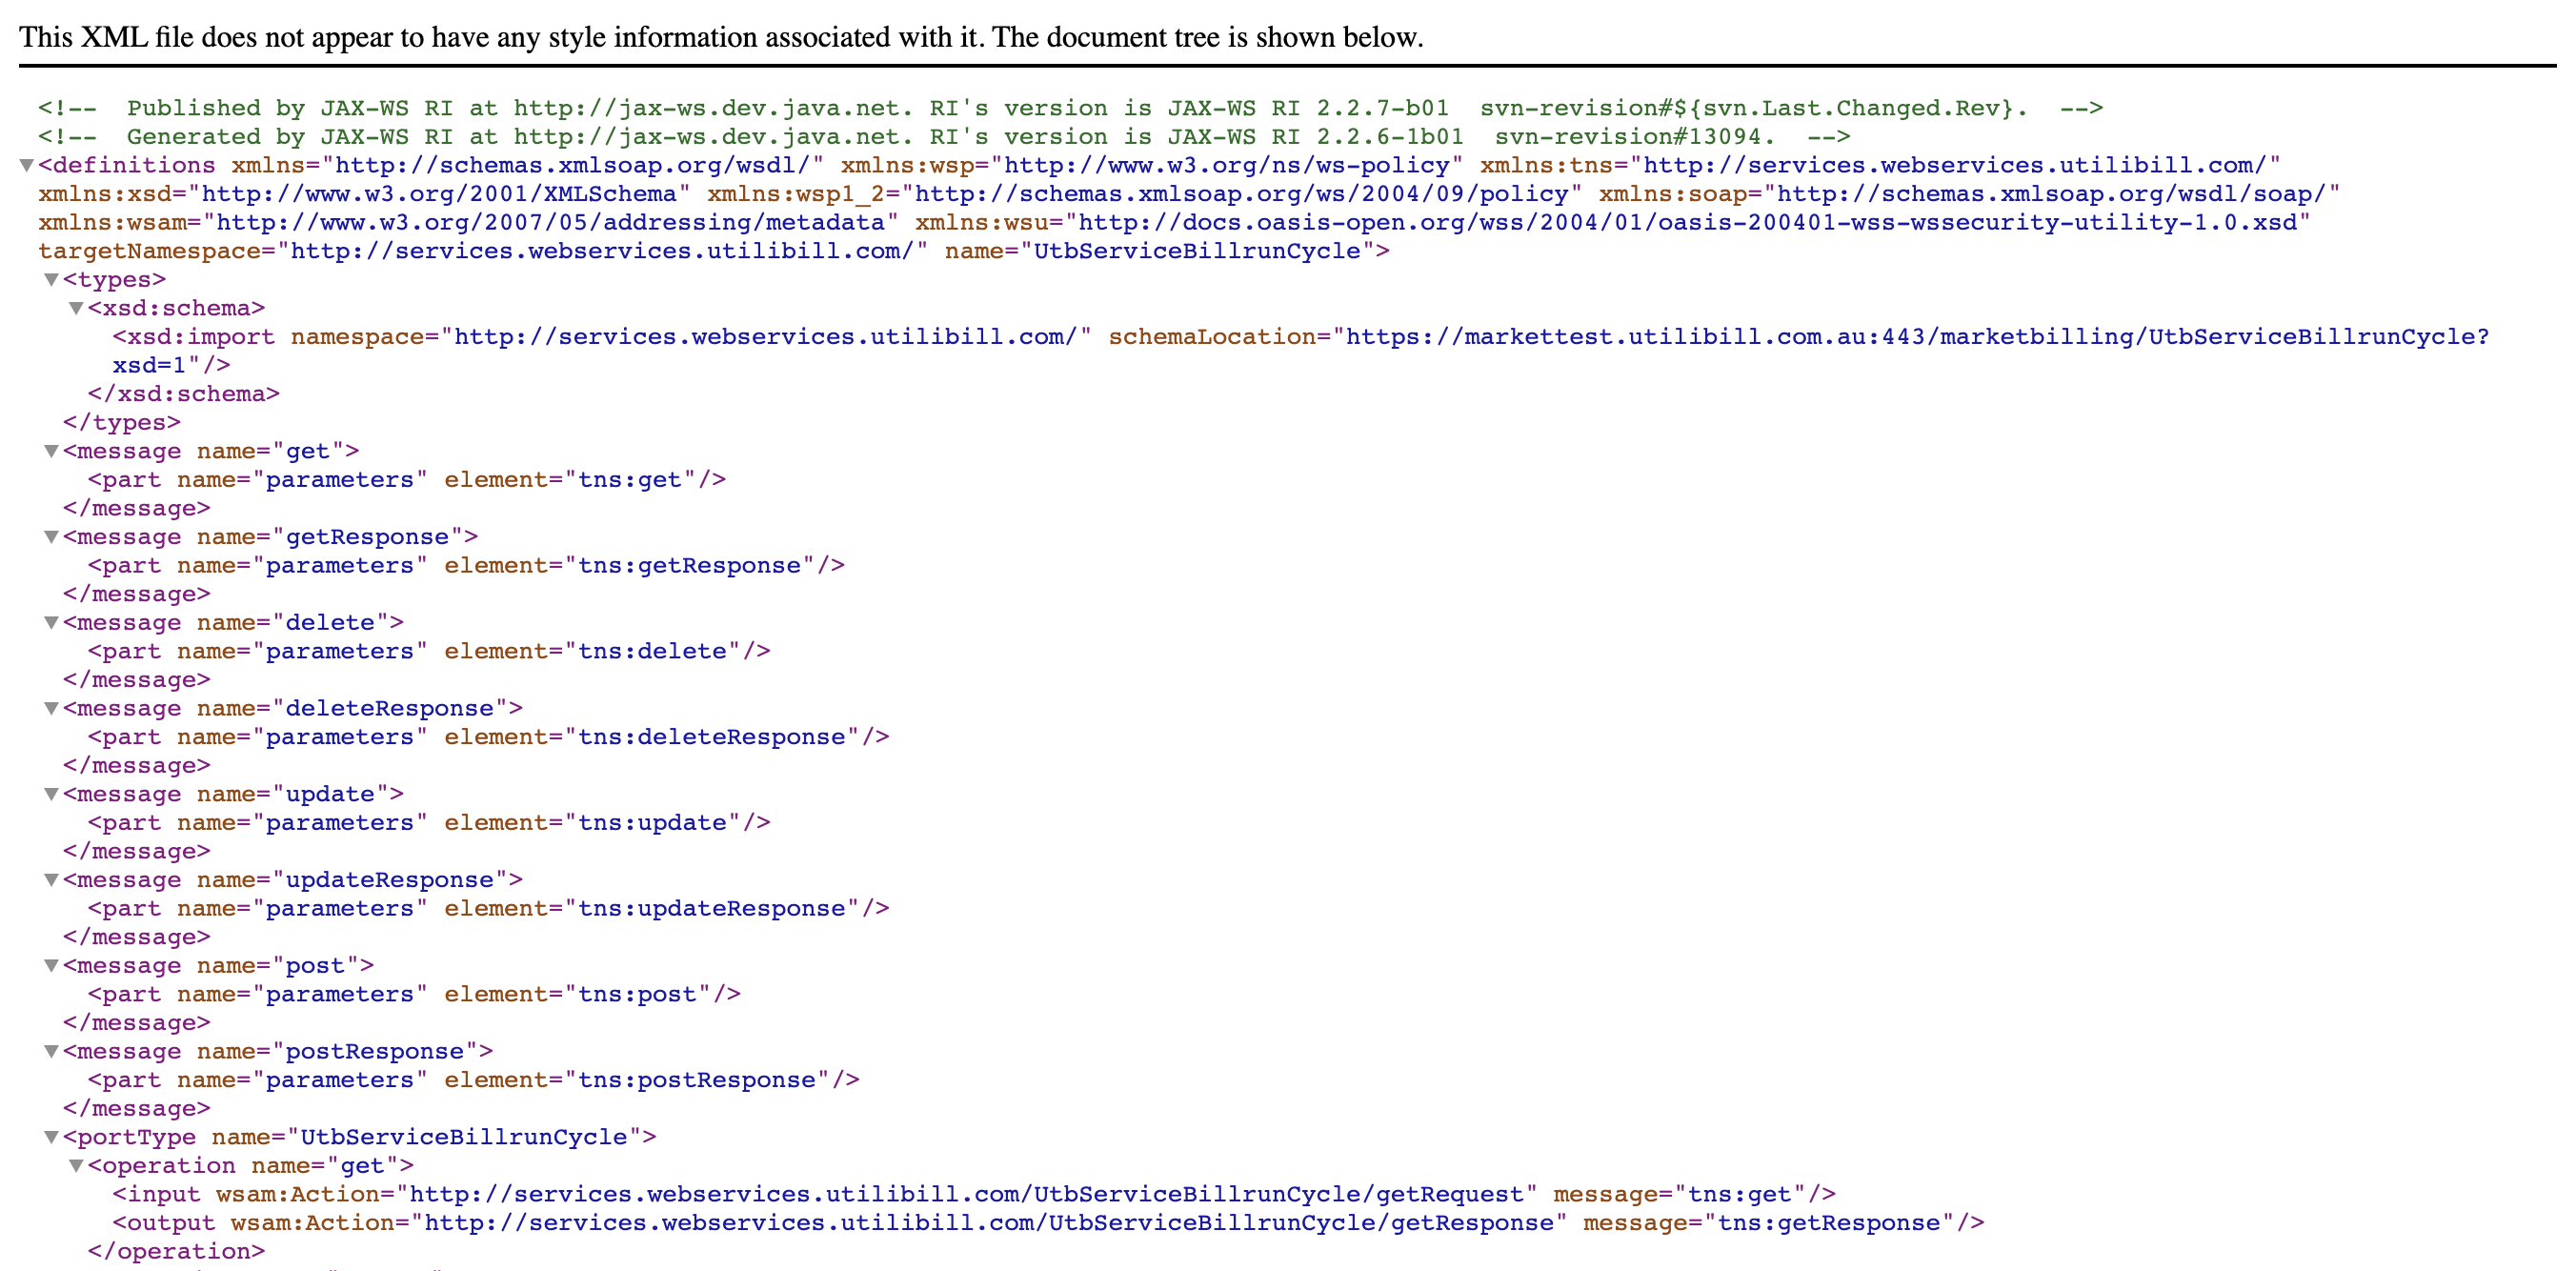 This XML file does not appear to have any style information associated with it. The document tree is shown below.
<!-- Published by JAX-WS RI at http://jax-ws.dev.java.net. RI's version is JAX-WS RI 2.2.7-b01 svn-revision#${svn.Last.Changed.Rev}. -->
<!-- Generated by JAX-WS RI at http://jax-ws.dev.java.net. RI's version is JAX-WS RI 2.2.6-1b01 svn-revision#13094. -->
▼<definitions xmlns="http://schemas.xmlsoap.org/wsdl/" xmlns:wsp="http://www.w3.org/ns/ws-policy" xmlns:tns="http://services.webservices.utilibill.com/"
xmlns:xsd="http://www.w3.org/2001/XMLSchema" xmlns:wsp1_2="http://schemas.xmlsoap.org/ws/2004/09/policy" xmlns:soap="http://schemas.xmlsoap.org/wsdl/soap/"
xmlns:wsam="http://www.w3.org/2007/05/addressing/metadata" xmlns:wsu="http://docs.oasis-open.org/wss/2004/01/oasis-200401-wss-wssecurity-utility-1.0.xsd"
targetNamespace="http://services.webservices.utilibill.com/" name="UtbServiceBillrunCycle">
▼<types>
▼<xsd:schema>
<xsd:import namespace="http://services.webservices.utilibill.com/" schemaLocation="https://markettest.utilibill.com.au:443/marketbilling/UtbServiceBillrunCycle?
xsd=1"/>
</xsd:schema>
</types>
▼<message name="get">
<part name="parameters" element="tns:get"/>
</message>
▼<message name="getResponse">
<part name="parameters" element="tns:getResponse"/>
</message>
▼<message name="delete">
<part name="parameters" element="tns:delete"/>
</message>
▼<message name="deleteResponse">
<part name="parameters" element="tns:deleteResponse"/>
</message>
▼<message name="update">
<part name="parameters" element="tns:update"/>
</message>
▼<message name="updateResponse">
<part name="parameters" element="tns:updateResponse"/>
</message>
▼<message name="post">
<part name="parameters" element="tns:post"/>
</message>
▼<message name="postResponse">
<part name="parameters" element="tns:postResponse"/>
</message>
▼<portType name="UtbServiceBillrunCycle">
▼<operation name="get">
<input wsam:Action="http://services.webservices.utilibill.com/UtbServiceBillrunCycle/getRequest" message="tns:get"/>
<output wsam:Action="http://services.webservices.utilibill.com/UtbServiceBillrunCycle/getResponse" message="tns:getResponse"/>
</operation>